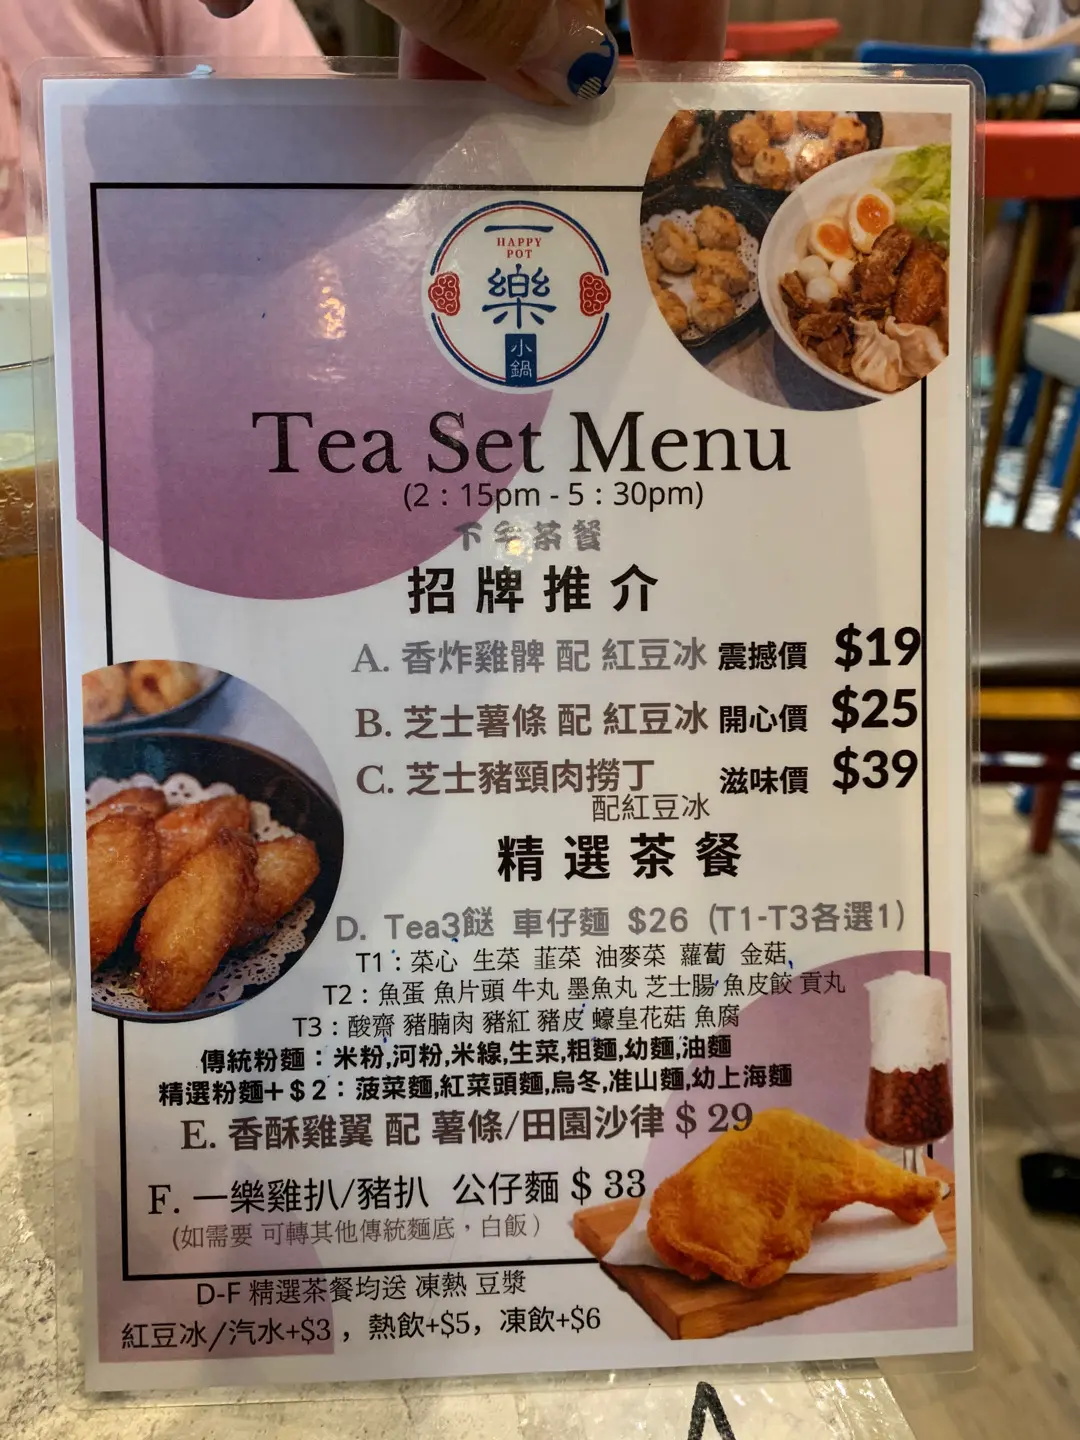 一
HAPPY
POT
樂
小鍋
Tea Set Menu
(2：15pm - 5：30pm)
下午茶餐
招牌推介
A. 香炸雞髀 配 紅豆冰 震撼價 $19
B. 芝士薯條 配 紅豆冰 開心價 $25
C. 芝士豬頸肉撈丁 滋味價 $39
配紅豆冰
精選茶餐
D. Tea3餸 車仔麵 $26 (T1-T3各選1)
T1：菜心 生菜 韮菜 油麥菜 蘿蔔 金菇
T2：魚蛋 魚片頭 牛丸 墨魚丸 芝士腸 魚皮餃 貢丸
T3：酸齋 豬腩肉 豬紅 豬皮 蠔皇花菇 魚腐
傳統粉麵：米粉,河粉,米線,生菜,粗麵,幼麵,油麵
精選粉麵+＄2：菠菜麵,紅菜頭麵,烏冬,准山麵,幼上海麵
E. 香酥雞翼 配 薯條/田園沙律 $ 29
F. 一樂雞扒/豬扒 公仔麵 $ 33
(如需要 可轉其他傳統麵底，白飯)
D-F 精選茶餐均送 凍熱 豆漿
紅豆冰/汽水+$3，熱飲+$5，凍飲+$6